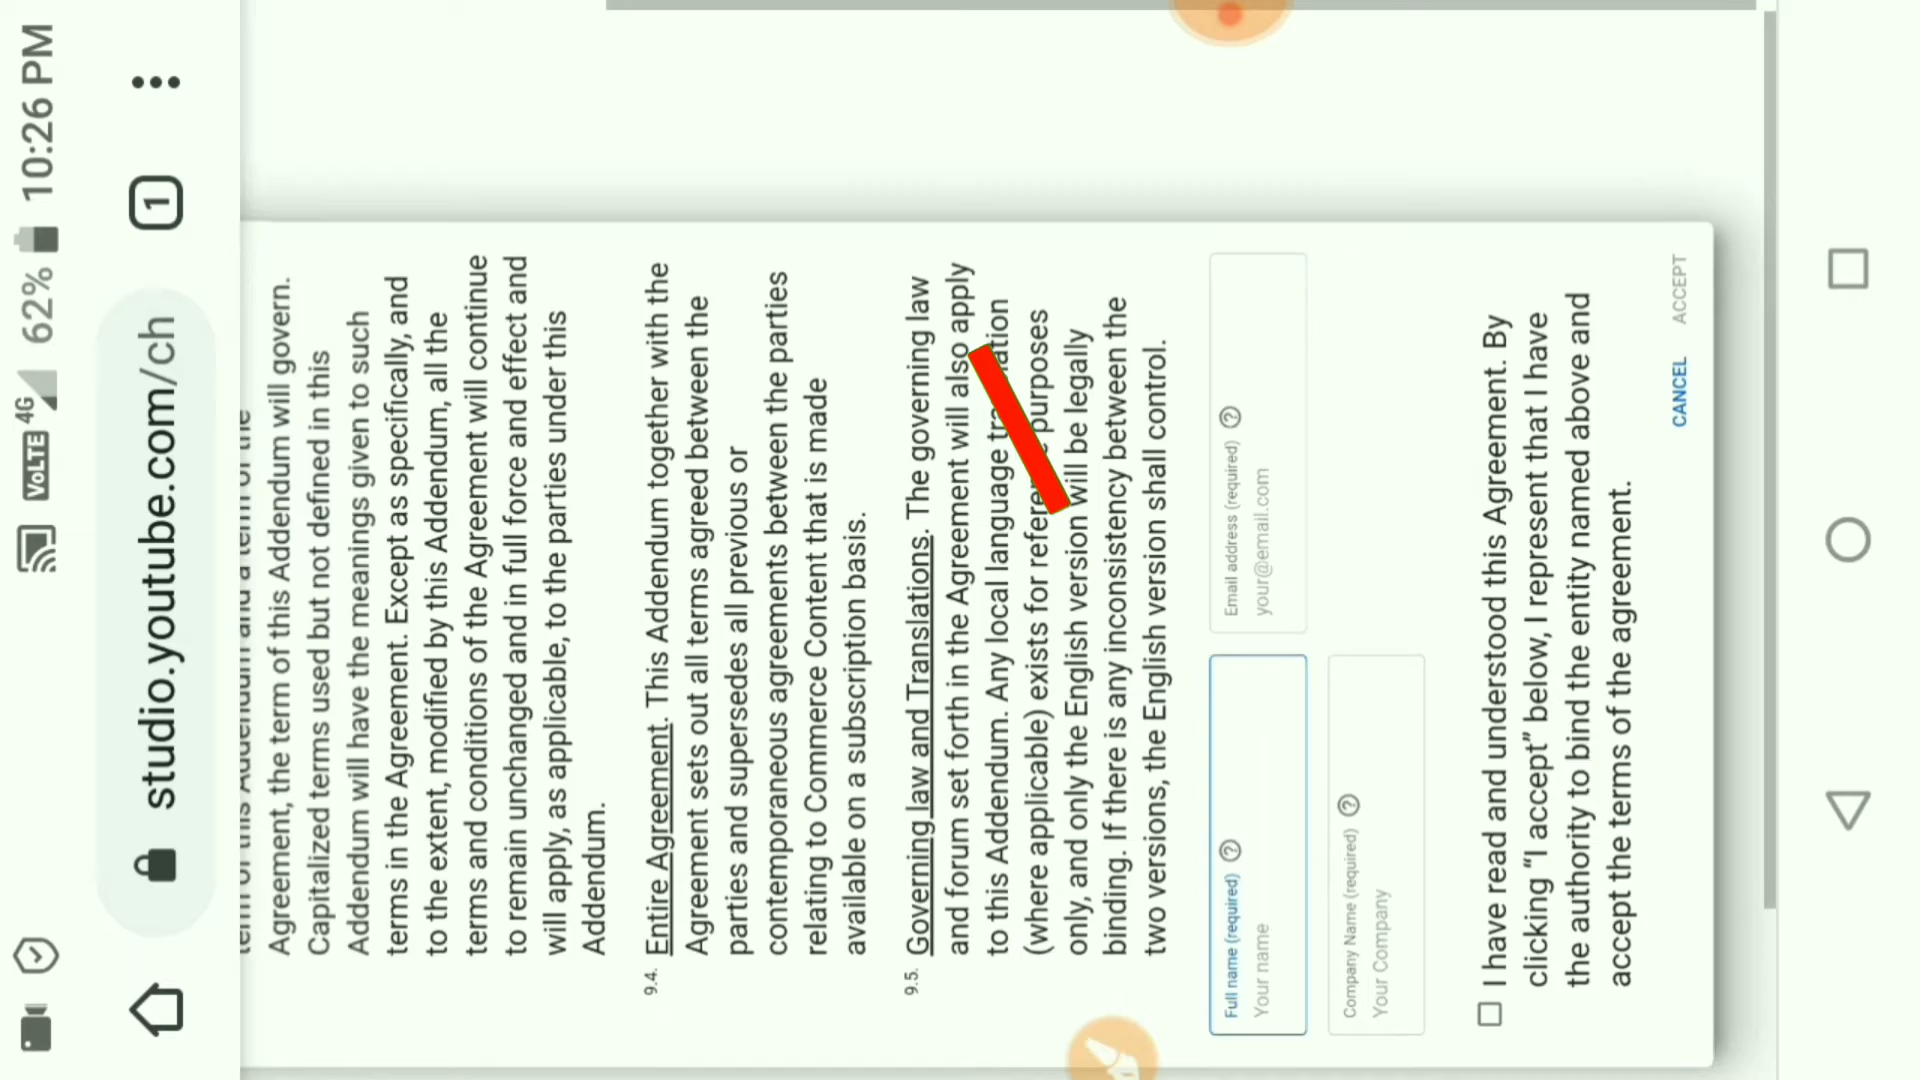 VoLTE 4G 62% 10:26 PM
studio.youtube.com/ch
1
Agreement, the term of this Addendum will govern.
Capitalized terms used but not defined in this
Addendum will have the meanings given to such
terms in the Agreement. Except as specifically, and
to the extent, modified by this Addendum, all the
terms and conditions of the Agreement will continue
to remain unchanged and in full force and effect and
will apply, as applicable, to the parties under this
Addendum.
9.4. Entire Agreement. This Addendum together with the
Agreement sets out all terms agreed between the
parties and supersedes all previous or
contemporaneous agreements between the parties
relating to Commerce Content that is made
available on a subscription basis.
9.5. Governing law and Translations. The governing law
and forum set forth in the Agreement will also apply
to this Addendum. Any local language
(where applicable) exists for purposes
only, and only the English version will be legally
binding. If there is any inconsistency between the
two versions, the English version shall control.
Full name (required)
Your name
Email address (required)
your@email.com
Company Name (required)
Your Company
I have read and understood this Agreement. By
clicking "I accept" below, I represent that I have
the authority to bind the entity named above and
accept the terms of the agreement.
CANCEL ACCEPT